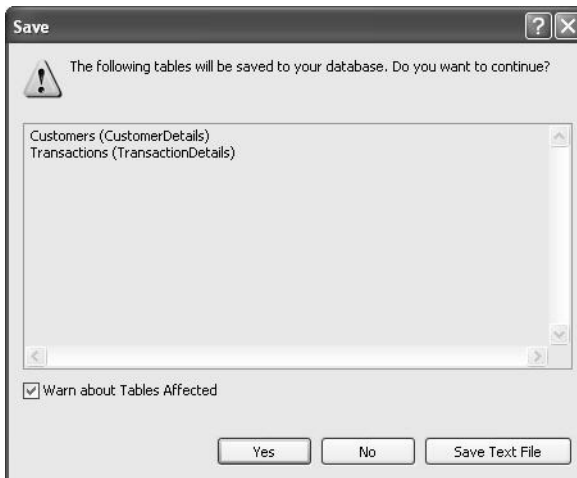 Save
The following tables will be saved to your database. Do you want to continue?
Customers (CustomerDetails)
Transactions (TransactionDetails)
Warn about Tables Affected
Yes
No
Save Text File